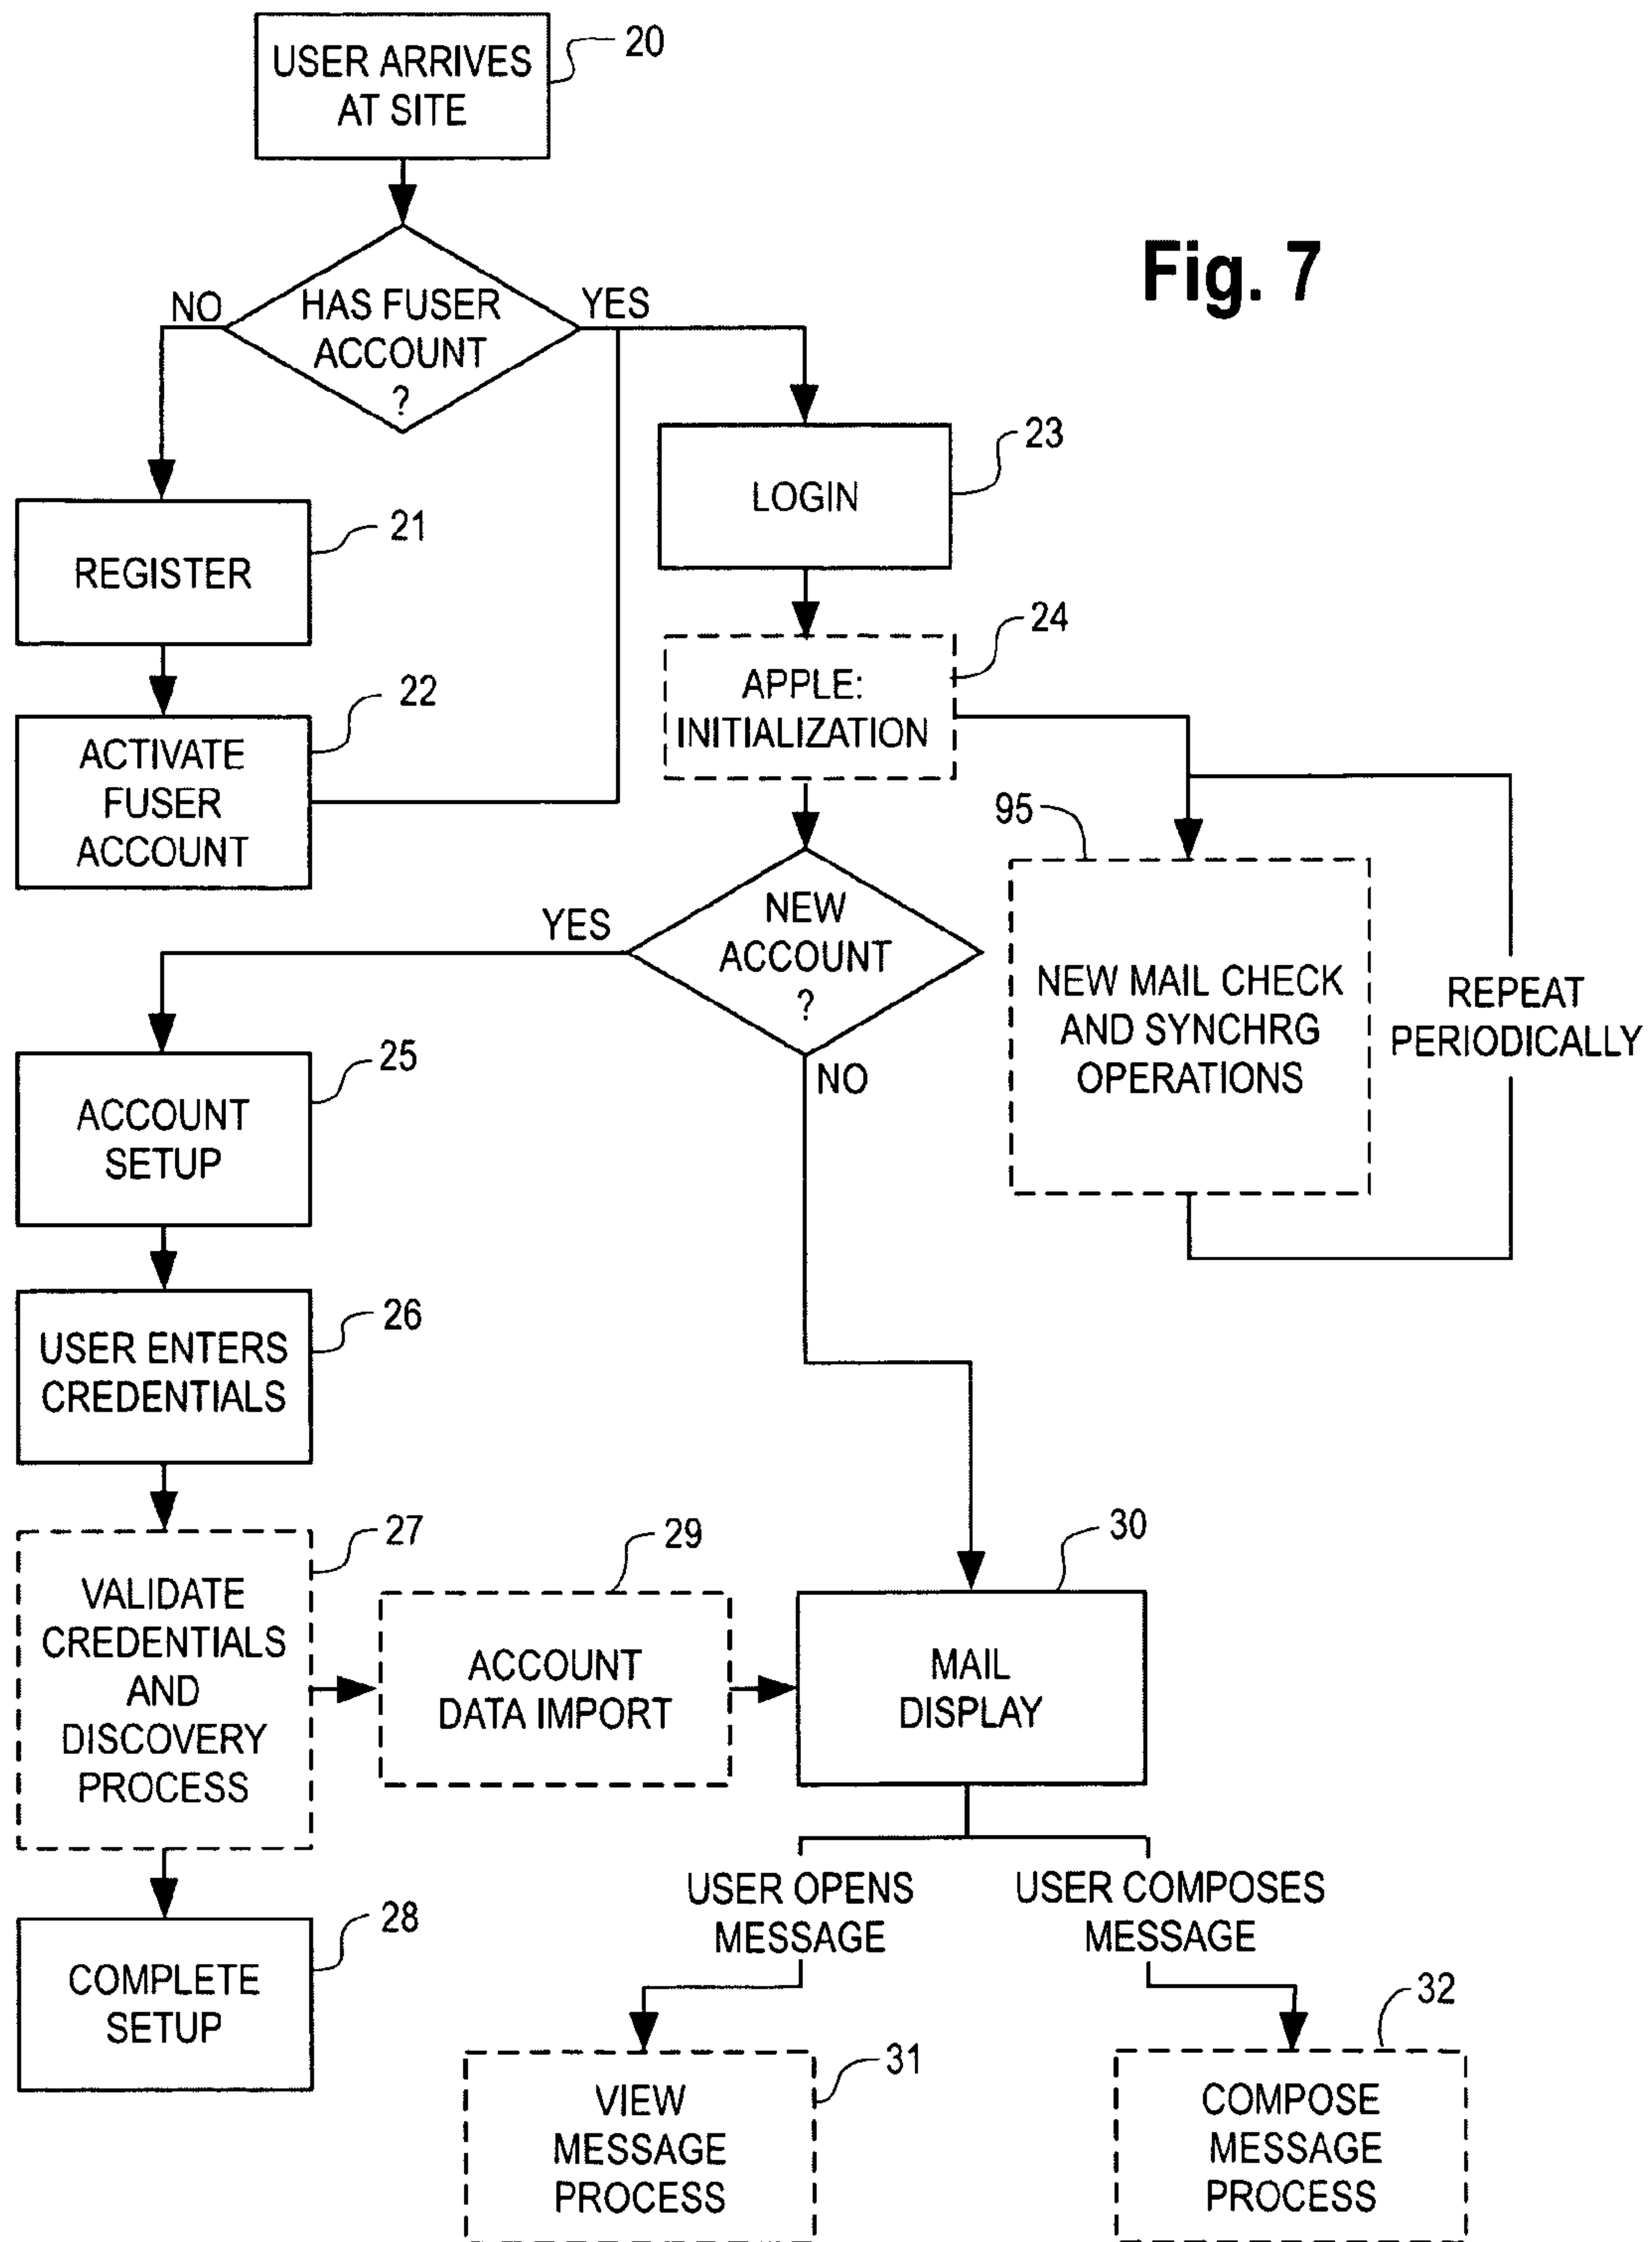 USER ARRIVES
AT SITE
20
Fig. 7
NO
HAS FUSER
ACCOUNT
?
YES
23
LOGIN
21
REGISTER
24
APPLE:
INITIALIZATION
22
ACTIVATE
FUSER
ACCOUNT
95
NEW
ACCOUNT
?
YES
NO
NEW MAIL CHECK
AND SYNCHRG
OPERATIONS
REPEAT
PERIODICALLY
25
ACCOUNT
SETUP
26
USER ENTERS
CREDENTIALS
27
VALIDATE
CREDENTIALS
AND
DISCOVERY
PROCESS
29
ACCOUNT
DATA IMPORT
30
MAIL
DISPLAY
USER OPENS
MESSAGE
USER COMPOSES
MESSAGE
28
COMPLETE
SETUP
31
VIEW
MESSAGE
PROCESS
32
COMPOSE
MESSAGE
PROCESS